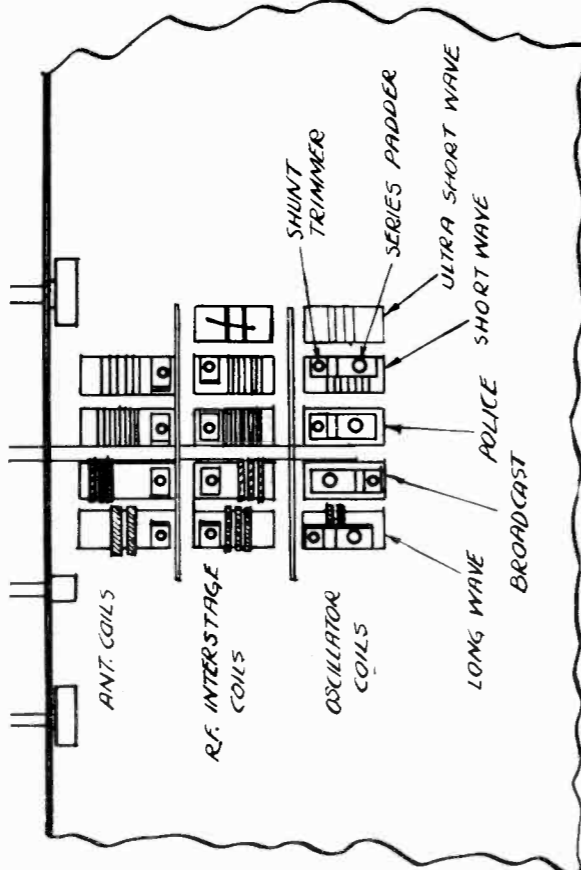 ANT. COILS
R.F. INTERSTAGE
COILS
OSCILLATOR
COILS
SHUNT
TRIMMER
SERIES PADDER
ULTRA SHORT WAVE
SHORT WAVE
POLICE
BROADCAST
LONG WAVE